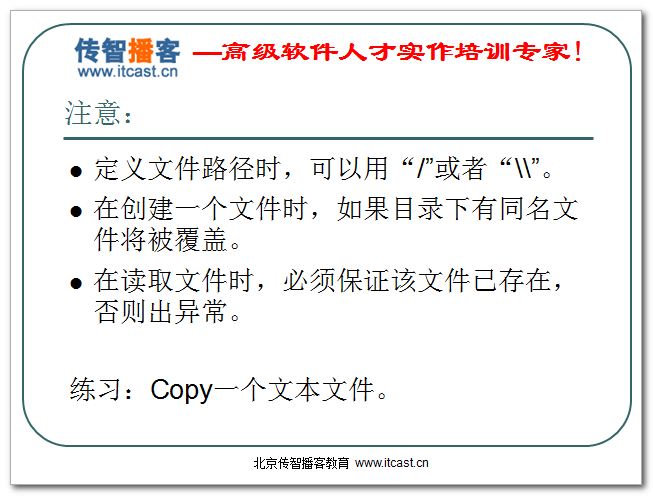 传智播客 —高级软件人才实作培训专家!
www.itcast.cn
注意：
定义文件路径时，可以用“/”或者“\\”。
在创建一个文件时，如果目录下有同名文
件将被覆盖。
在读取文件时，必须保证该文件已存在，
否则出异常。
练习：Copy一个文本文件。
北京传智播客教育 www.itcast.cn